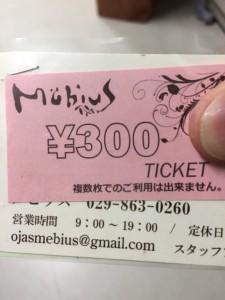 Möbius
¥300
TICKET
複数枚でのご利用は出来ません。
029-863-0260
営業時間 9：00～19：00 / 定休日
ojasmebius@gmail.com スタッフ